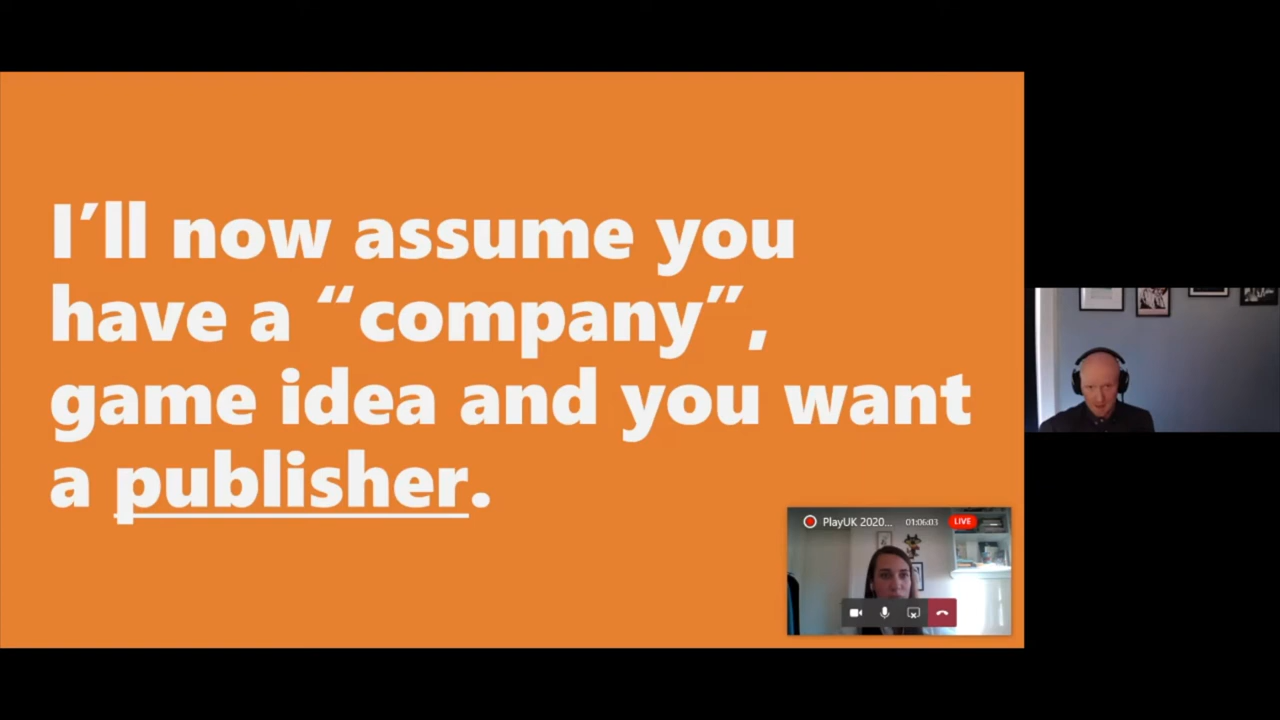 I’ll now assume you
have a “company”,
game idea and you want
a publisher.
PlayUK 2020... 01:06:03 LIVE